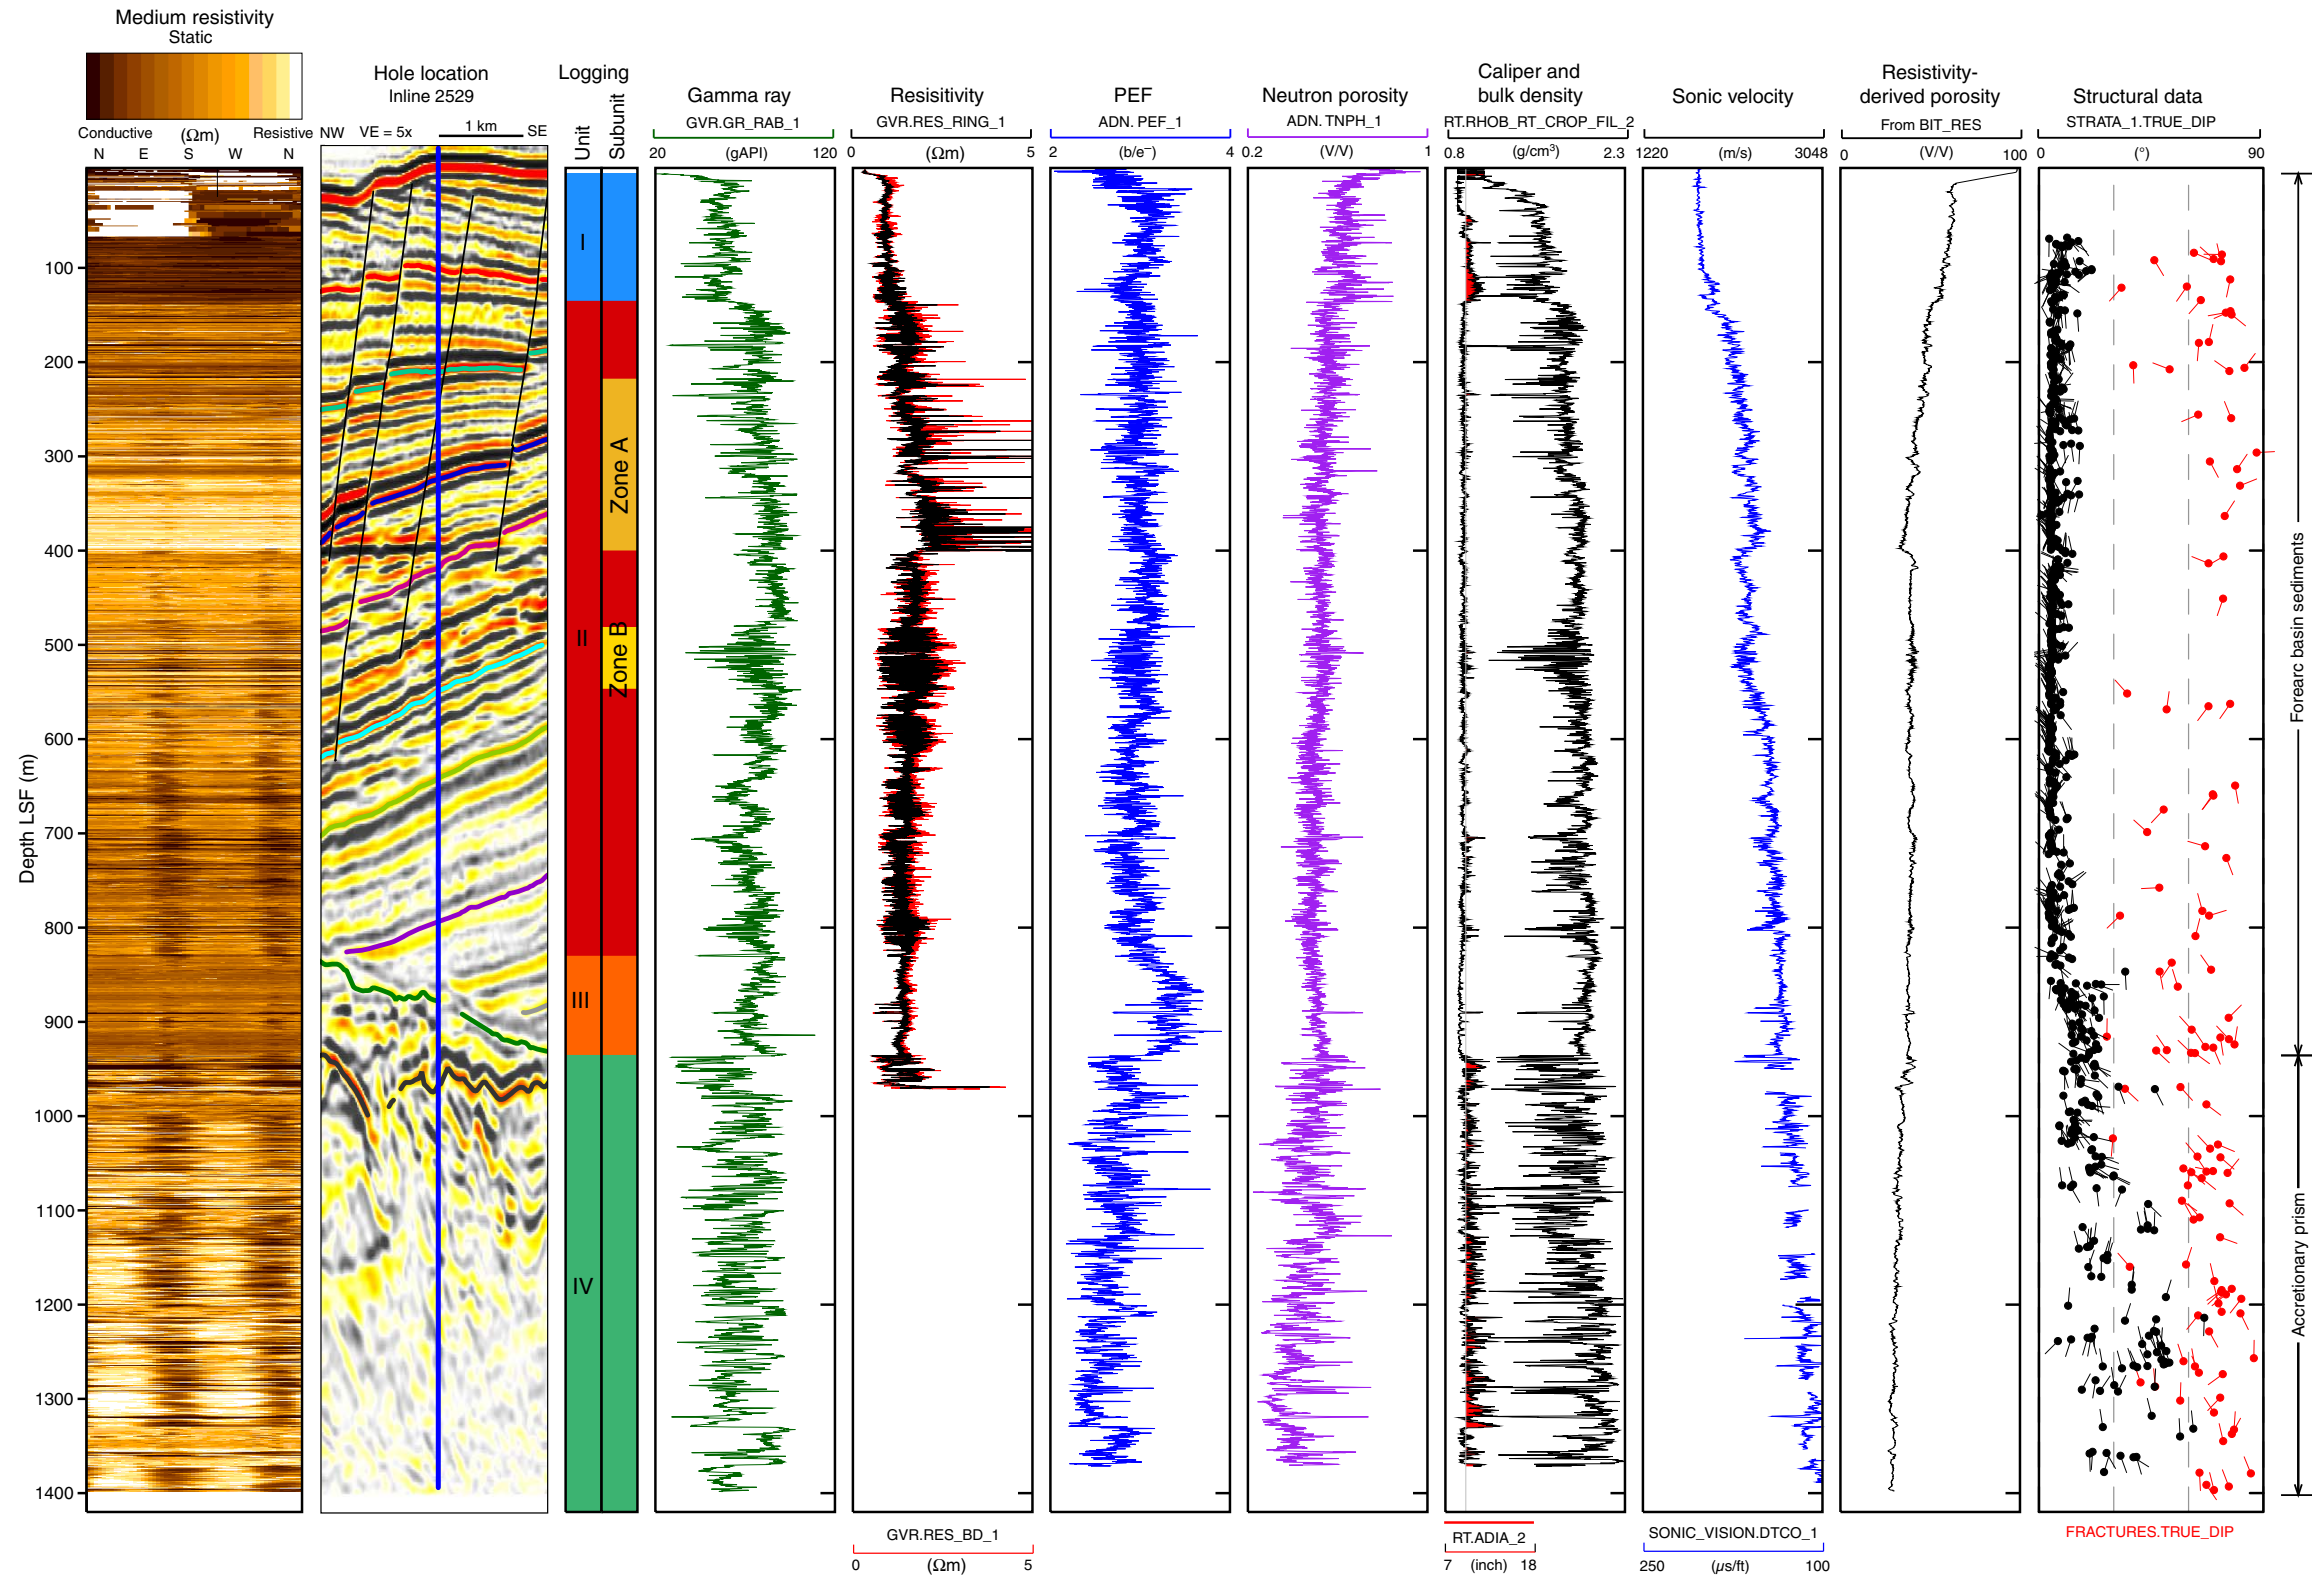 Medium resistivity
Static
Conductive (Ωm) Resistive
N E S W N
Hole location
Inline 2529
NW VE = 5x 1 km SE
Logging
Unit
Subunit
Gamma ray
GVR.GR_RAB_1
20 (gAPI) 120
Resisitivity
GVR.RES_RING_1
0 (Ωm) 5
PEF
ADN. PEF_1
2 (b/e⁻) 4
Neutron porosity
ADN. TNPH_1
0.2 (V/V) 1
Caliper and
bulk density
RT.RHOB_RT_CROP_FIL_2
0.8 (g/cm³) 2.3
Sonic velocity
1220 (m/s) 3048
Resistivity-
derived porosity
From BIT_RES
0 (V/V) 100
Structural data
STRATA_1.TRUE_DIP
0 (°) 90
Depth LSF (m)
100
200
300
400
500
600
700
800
900
1000
1100
1200
1300
1400
I
II
III
IV
Zone A
Zone B
Forearc basin sediments
Accretionary prism
GVR.RES_BD_1
0 (Ωm) 5
RT.ADIA_2
7 (inch) 18
SONIC_VISION.DTCO_1
250 (µs/ft) 100
FRACTURES.TRUE_DIP